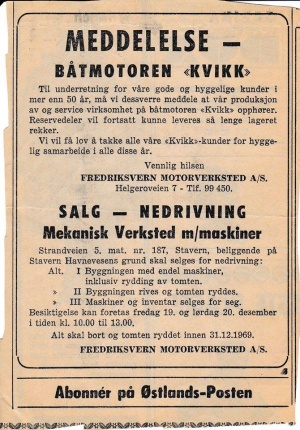 MEDDELELSE —
BÅTMOTOREN «KVIKK»
Til underretning for våre gode og hyggelige kunder i
mer enn 50 år, må vi dessverre meddele at vår produksjon
av og service-virksomhet på båtmotoren «Kvikk» opphører.
Reservedeler vil fortsatt kunne leveres så lenge lageret
rekker.
Vi vil få lov å takke alle våre «Kvikk»-kunder for hygge-
lig samarbeide i alle disse år.
Vennlig hilsen
FREDRIKSVERN MOTORVERKSTED A/S.
Helgeroveien 7 - Tlf. 99 450.
SALG — NEDRIVNING
Mekanisk Verksted m/maskiner
Strandveien 5, mat. nr. 187, Stavern, beliggende på
Stavern Havnevesens grund skal selges for nedrivning:
Alt. I Bygningen med endel maskiner,
inklusiv rydding av tomten.
» II Bygningen rives og tomten ryddes.
» III Maskiner og inventar selges for seg.
Besiktigelse kan foretas fredag 19. og lørdag 20. desember
i tiden kl. 10.00 til 13.00.
Alt skal bort og tomten ryddet innen 31.12.1969.
FREDRIKSVERN MOTORVERKSTED A/S.
Abonnér på Østlands-Posten